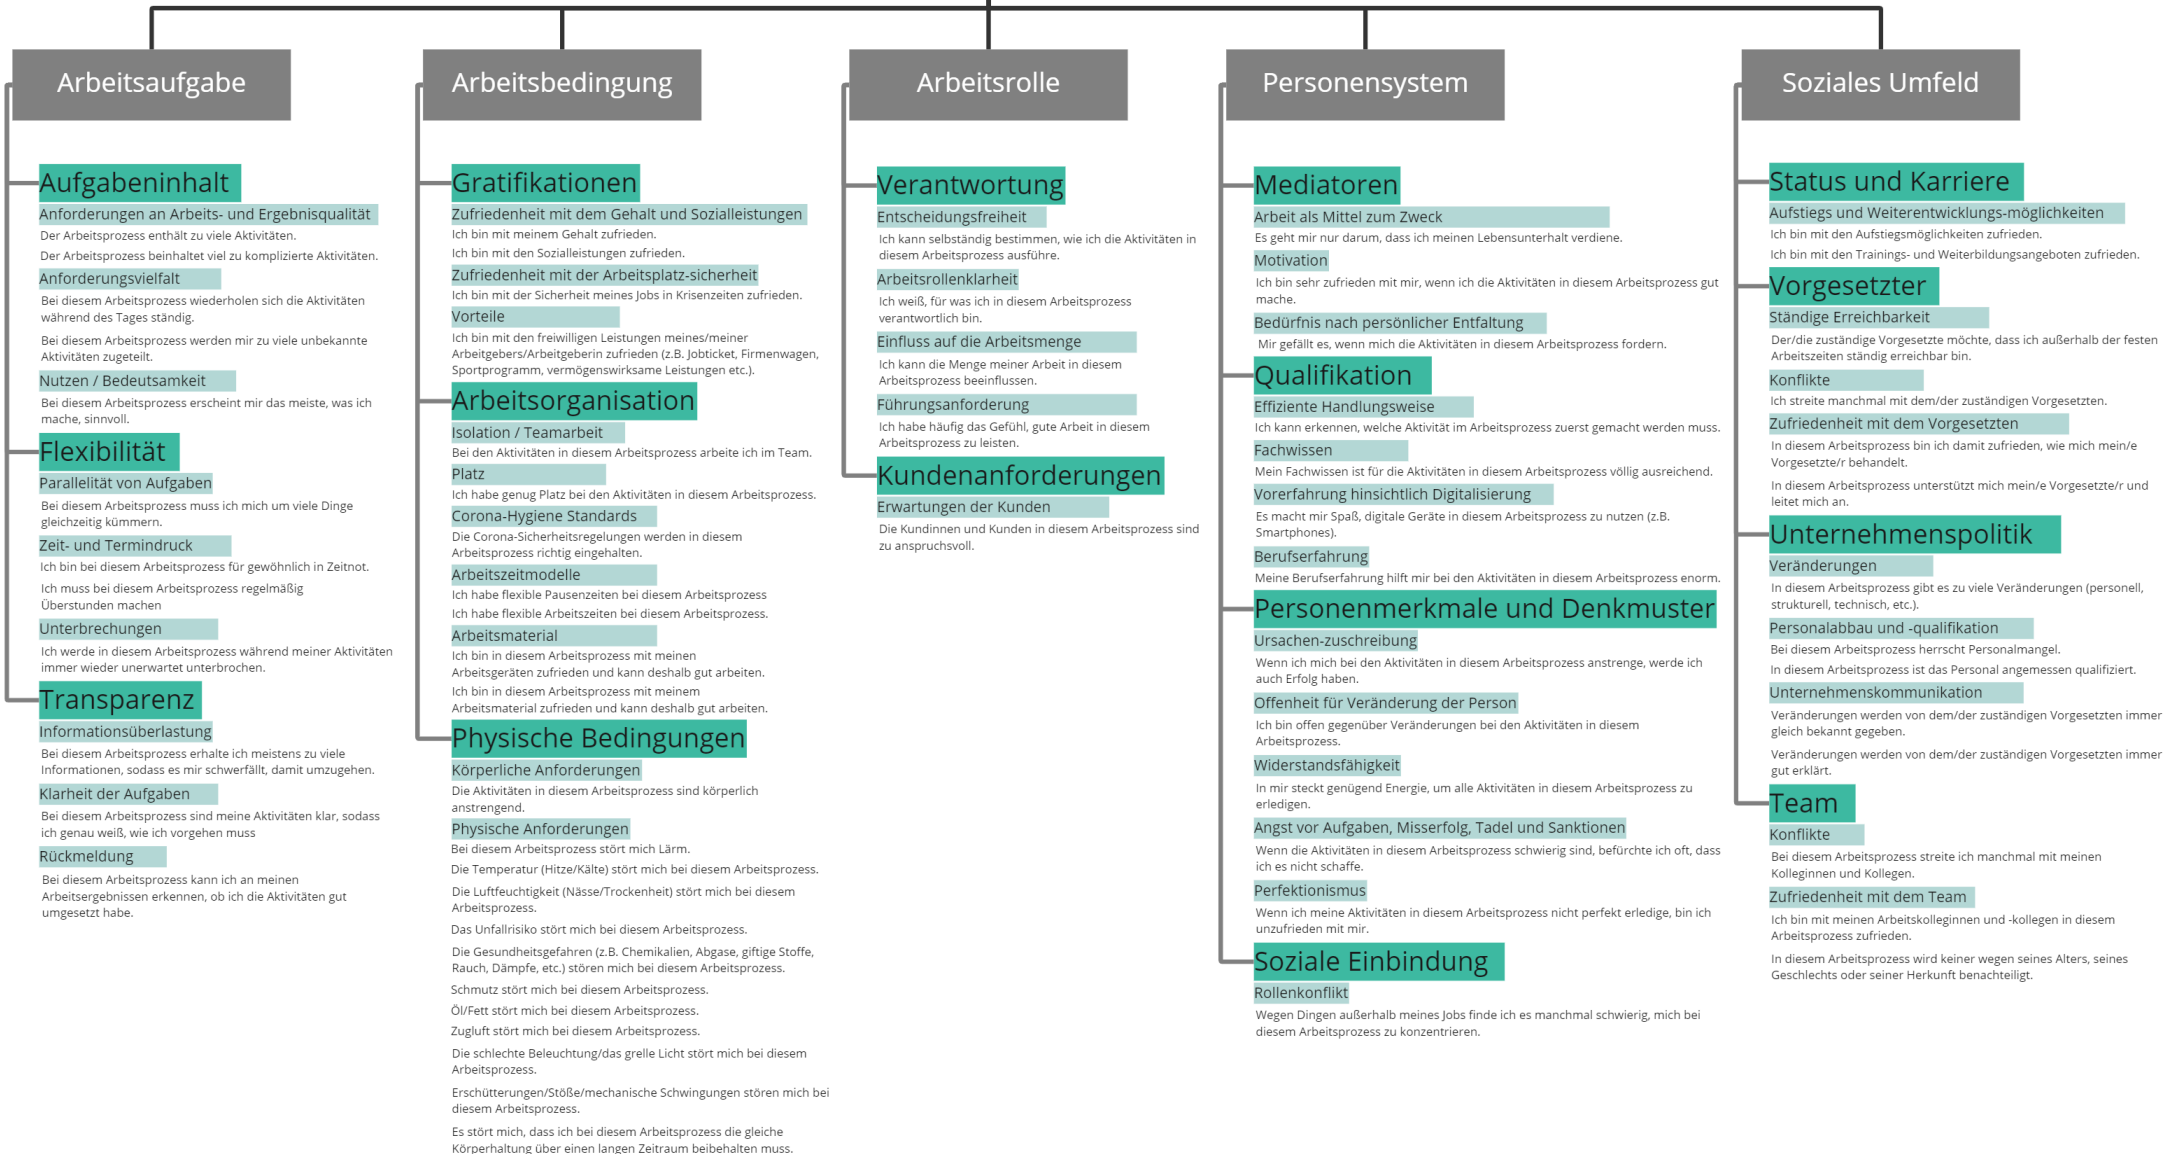 Arbeitsaufgabe
Aufgabeninhalt
Anforderungen an Arbeits- und Ergebnisqualität
Der Arbeitsprozess enthält zu viele Aktivitäten.
Der Arbeitsprozess beinhaltet viel zu komplizierte Aktivitäten.
Anforderungsvielfalt
Bei diesem Arbeitsprozess wiederholen sich die Aktivitäten
während des Tages ständig.
Bei diesem Arbeitsprozess werden mir zu viele unbekannte
Aktivitäten zugeteilt.
Nutzen / Bedeutsamkeit
Bei diesem Arbeitsprozess erscheint mir das meiste, was ich
mache, sinnvoll.
Flexibilität
Parallelität von Aufgaben
Bei diesem Arbeitsprozess muss ich mich um viele Dinge
gleichzeitig kümmern.
Zeit- und Termindruck
Ich bin bei diesem Arbeitsprozess für gewöhnlich in Zeitnot.
Ich muss bei diesem Arbeitsprozess regelmäßig
Überstunden machen
Unterbrechungen
Ich werde in diesem Arbeitsprozess während meiner Aktivitäten
immer wieder unerwartet unterbrochen.
Transparenz
Informationsüberlastung
Bei diesem Arbeitsprozess erhalte ich meistens zu viele
Informationen, sodass es mir schwerfällt, damit umzugehen.
Klarheit der Aufgaben
Bei diesem Arbeitsprozess sind meine Aktivitäten klar, sodass
ich genau weiß, wie ich vorgehen muss
Rückmeldung
Bei diesem Arbeitsprozess kann ich an meinen
Arbeitsergebnissen erkennen, ob ich die Aktivitäten gut
umgesetzt habe.
Arbeitsbedingung
Gratifikationen
Zufriedenheit mit dem Gehalt und Sozialleistungen
Ich bin mit meinem Gehalt zufrieden.
Ich bin mit den Sozialleistungen zufrieden.
Zufriedenheit mit der Arbeitsplatz-sicherheit
Ich bin mit der Sicherheit meines Jobs in Krisenzeiten zufrieden.
Vorteile
Ich bin mit den freiwilligen Leistungen meines/meiner
Arbeitgebers/Arbeitgeberin zufrieden (z.B. Jobticket, Firmenwagen,
Sportprogramm, vermögenswirksame Leistungen etc.).
Arbeitsorganisation
Isolation / Teamarbeit
Bei den Aktivitäten in diesem Arbeitsprozess arbeite ich im Team.
Platz
Ich habe genug Platz bei den Aktivitäten in diesem Arbeitsprozess.
Corona-Hygiene Standards
Die Corona-Sicherheitsregelungen werden in diesem
Arbeitsprozess richtig eingehalten.
Arbeitszeitmodelle
Ich habe flexible Pausenzeiten bei diesem Arbeitsprozess
Ich habe flexible Arbeitszeiten bei diesem Arbeitsprozess.
Arbeitsmaterial
Ich bin in diesem Arbeitsprozess mit meinen
Arbeitsgeräten zufrieden und kann deshalb gut arbeiten.
Ich bin in diesem Arbeitsprozess mit meinem
Arbeitsmaterial zufrieden und kann deshalb gut arbeiten.
Physische Bedingungen
Körperliche Anforderungen
Die Aktivitäten in diesem Arbeitsprozess sind körperlich
anstrengend.
Physische Anforderungen
Bei diesem Arbeitsprozess stört mich Lärm.
Die Temperatur (Hitze/Kälte) stört mich bei diesem Arbeitsprozess.
Die Luftfeuchtigkeit (Nässe/Trockenheit) stört mich bei diesem
Arbeitsprozess.
Das Unfallrisiko stört mich bei diesem Arbeitsprozess.
Die Gesundheitsgefahren (z.B. Chemikalien, Abgase, giftige Stoffe,
Rauch, Dämpfe, etc.) stören mich bei diesem Arbeitsprozess.
Schmutz stört mich bei diesem Arbeitsprozess.
Öl/Fett stört mich bei diesem Arbeitsprozess.
Zugluft stört mich bei diesem Arbeitsprozess.
Die schlechte Beleuchtung/das grelle Licht stört mich bei diesem
Arbeitsprozess.
Erschütterungen/Stöße/mechanische Schwingungen stören mich bei
diesem Arbeitsprozess.
Es stört mich, dass ich bei diesem Arbeitsprozess die gleiche
Körperhaltung über einen langen Zeitraum beibehalten muss.
Arbeitsrolle
Verantwortung
Entscheidungsfreiheit
Ich kann selbständig bestimmen, wie ich die Aktivitäten in
diesem Arbeitsprozess ausführe.
Arbeitsrollenklarheit
Ich weiß, für was ich in diesem Arbeitsprozess
verantwortlich bin.
Einfluss auf die Arbeitsmenge
Ich kann die Menge meiner Arbeit in diesem
Arbeitsprozess beeinflussen.
Führungsanforderung
Ich habe häufig das Gefühl, gute Arbeit in diesem
Arbeitsprozess zu leisten.
Kundenanforderungen
Erwartungen der Kunden
Die Kundinnen und Kunden in diesem Arbeitsprozess sind
zu anspruchsvoll.
Personensystem
Mediatoren
Arbeit als Mittel zum Zweck
Es geht mir nur darum, dass ich meinen Lebensunterhalt verdiene.
Motivation
Ich bin sehr zufrieden mit mir, wenn ich die Aktivitäten in diesem Arbeitsprozess gut
mache.
Bedürfnis nach persönlicher Entfaltung
Mir gefällt es, wenn mich die Aktivitäten in diesem Arbeitsprozess fordern.
Qualifikation
Effiziente Handlungsweise
Ich kann erkennen, welche Aktivität im Arbeitsprozess zuerst gemacht werden muss.
Fachwissen
Mein Fachwissen ist für die Aktivitäten in diesem Arbeitsprozess völlig ausreichend.
Vorerfahrung hinsichtlich Digitalisierung
Es macht mir Spaß, digitale Geräte in diesem Arbeitsprozess zu nutzen (z.B.
Smartphones).
Berufserfahrung
Meine Berufserfahrung hilft mir bei den Aktivitäten in diesem Arbeitsprozess enorm.
Personenmerkmale und Denkmuster
Ursachen-zuschreibung
Wenn ich mich bei den Aktivitäten in diesem Arbeitsprozess anstrenge, werde ich
auch Erfolg haben.
Offenheit für Veränderung der Person
Ich bin offen gegenüber Veränderungen bei den Aktivitäten in diesem
Arbeitsprozess.
Widerstandsfähigkeit
In mir steckt genügend Energie, um alle Aktivitäten in diesem Arbeitsprozess zu
erledigen.
Angst vor Aufgaben, Misserfolg, Tadel und Sanktionen
Wenn die Aktivitäten in diesem Arbeitsprozess schwierig sind, befürchte ich oft, dass
ich es nicht schaffe.
Perfektionismus
Wenn ich meine Aktivitäten in diesem Arbeitsprozess nicht perfekt erledige, bin ich
unzufrieden mit mir.
Soziale Einbindung
Rollenkonflikt
Wegen Dingen außerhalb meines Jobs finde ich es manchmal schwierig, mich bei
diesem Arbeitsprozess zu konzentrieren.
Soziales Umfeld
Status und Karriere
Aufstiegs und Weiterentwicklungs-möglichkeiten
Ich bin mit den Aufstiegsmöglichkeiten zufrieden.
Ich bin mit den Trainings- und Weiterbildungsangeboten zufrieden.
Vorgesetzter
Ständige Erreichbarkeit
Der/die zuständige Vorgesetzte möchte, dass ich außerhalb der festen
Arbeitszeiten ständig erreichbar bin.
Konflikte
Ich streite manchmal mit dem/der zuständigen Vorgesetzten.
Zufriedenheit mit dem Vorgesetzten
In diesem Arbeitsprozess bin ich damit zufrieden, wie mich mein/e
Vorgesetzte/r behandelt.
In diesem Arbeitsprozess unterstützt mich mein/e Vorgesetzte/r und
leitet mich an.
Unternehmenspolitik
Veränderungen
In diesem Arbeitsprozess gibt es zu viele Veränderungen (personell,
strukturell, technisch, etc.).
Personalabbau und -qualifikation
Bei diesem Arbeitsprozess herrscht Personalmangel.
In diesem Arbeitsprozess ist das Personal angemessen qualifiziert.
Unternehmenskommunikation
Veränderungen werden von dem/der zuständigen Vorgesetzten immer
gleich bekannt gegeben.
Veränderungen werden von dem/der zuständigen Vorgesetzten immer
gut erklärt.
Team
Konflikte
Bei diesem Arbeitsprozess streite ich manchmal mit meinen
Kolleginnen und Kollegen.
Zufriedenheit mit dem Team
Ich bin mit meinen Arbeitskolleginnen und -kollegen in diesem
Arbeitsprozess zufrieden.
In diesem Arbeitsprozess wird keiner wegen seines Alters, seines
Geschlechts oder seiner Herkunft benachteiligt.